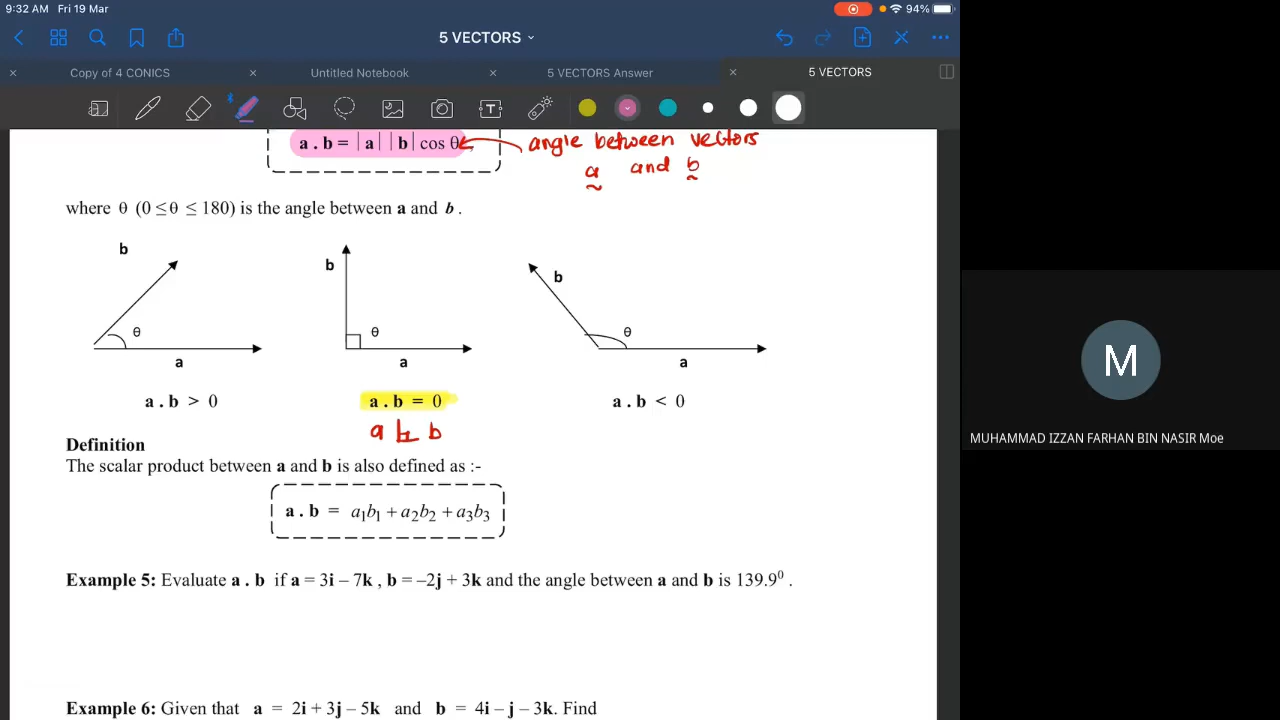 9:32 AM Fri 19 Mar
94%
5 VECTORS
Copy of 4 CONICS
Untitled Notebook
5 VECTORS Answer
5 VECTORS
a . b = |a| |b| cos θ
angle between vectors
a and b
where θ (0 ≤ θ ≤ 180) is the angle between a and b .
b
θ
a
b
θ
a
b
θ
a
a . b > 0
a . b = 0
a . b < 0
a ⊥ b
Definition
The scalar product between a and b is also defined as :-
a . b = a₁b₁ + a₂b₂ + a₃b₃
Example 5: Evaluate a . b if a = 3i – 7k , b = –2j + 3k and the angle between a and b is 139.9⁰ .
Example 6: Given that a = 2i + 3j – 5k and b = 4i – j – 3k. Find
M
MUHAMMAD IZZAN FARHAN BIN NASIR Moe